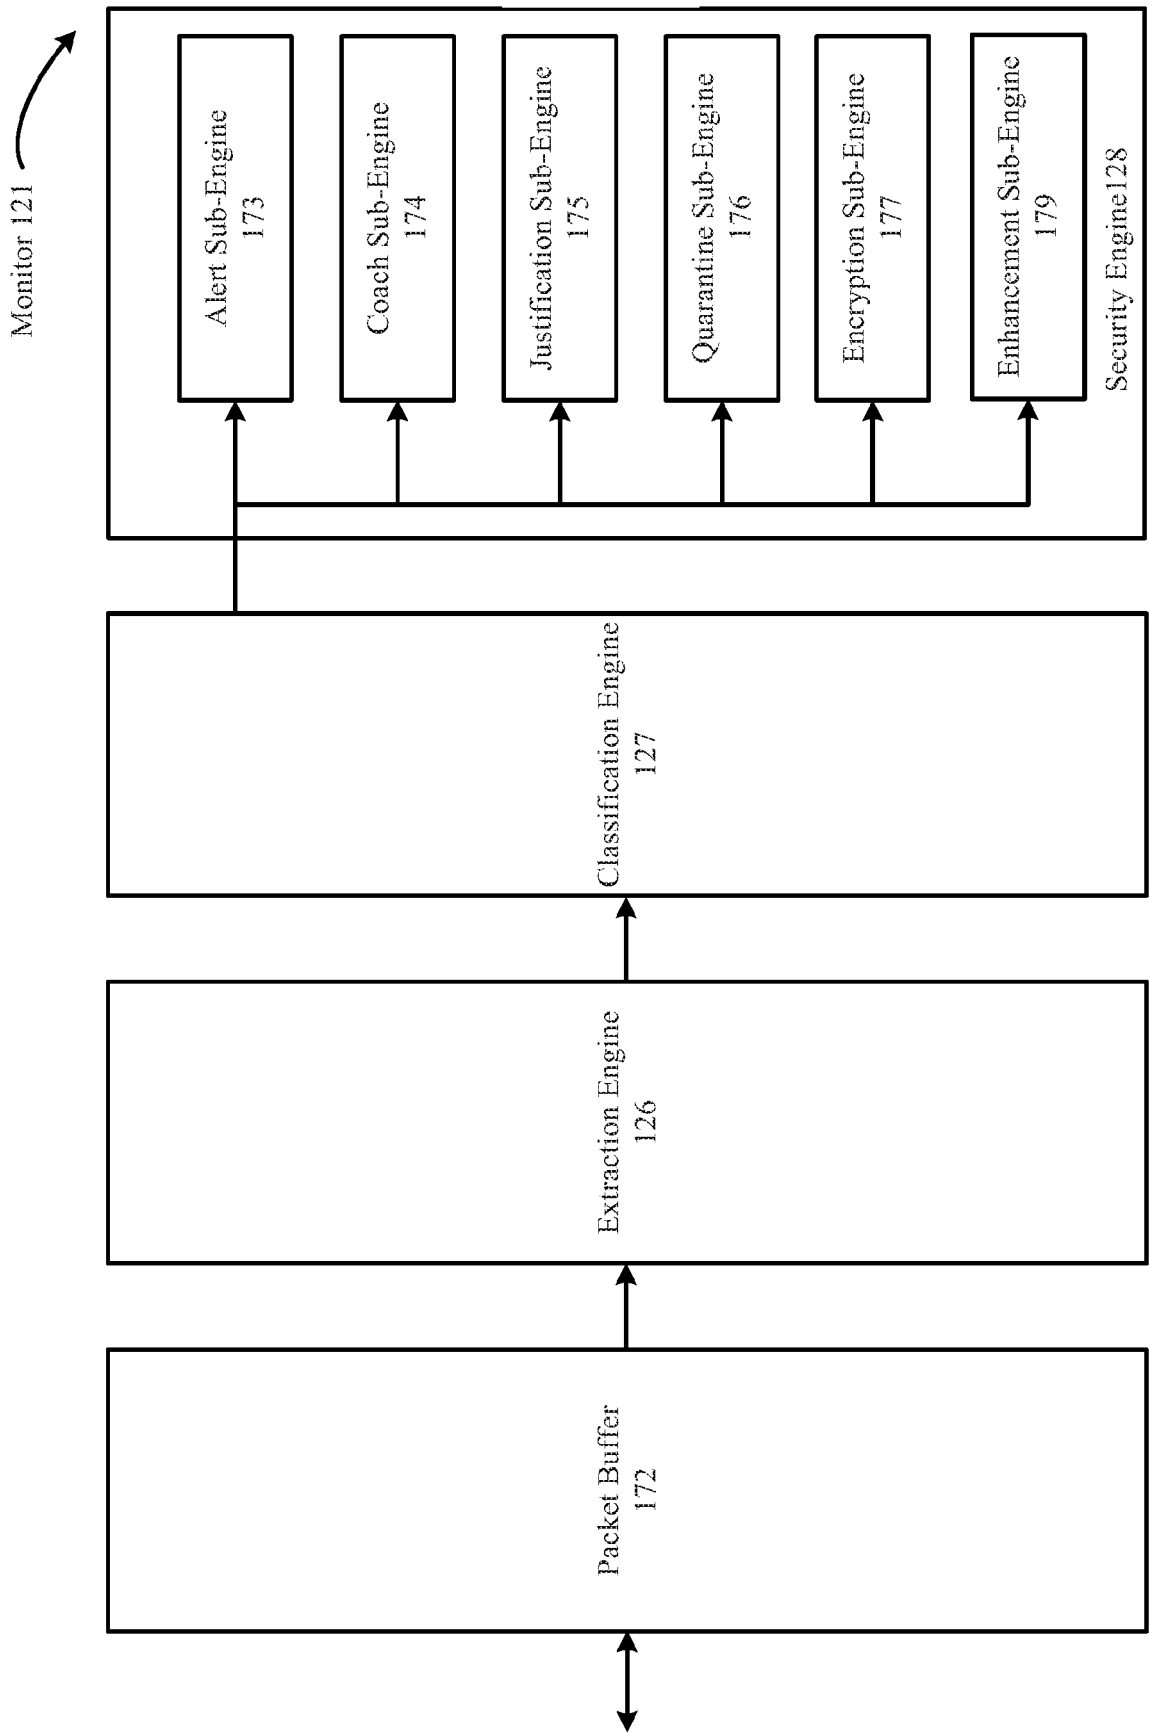 Monitor 121
Packet Buffer
172
Extraction Engine
126
Classification Engine
127
Alert Sub-Engine
173
Coach Sub-Engine
174
Justification Sub-Engine
175
Quarantine Sub-Engine
176
Encryption Sub-Engine
177
Enhancement Sub-Engine
179
Security Engine128